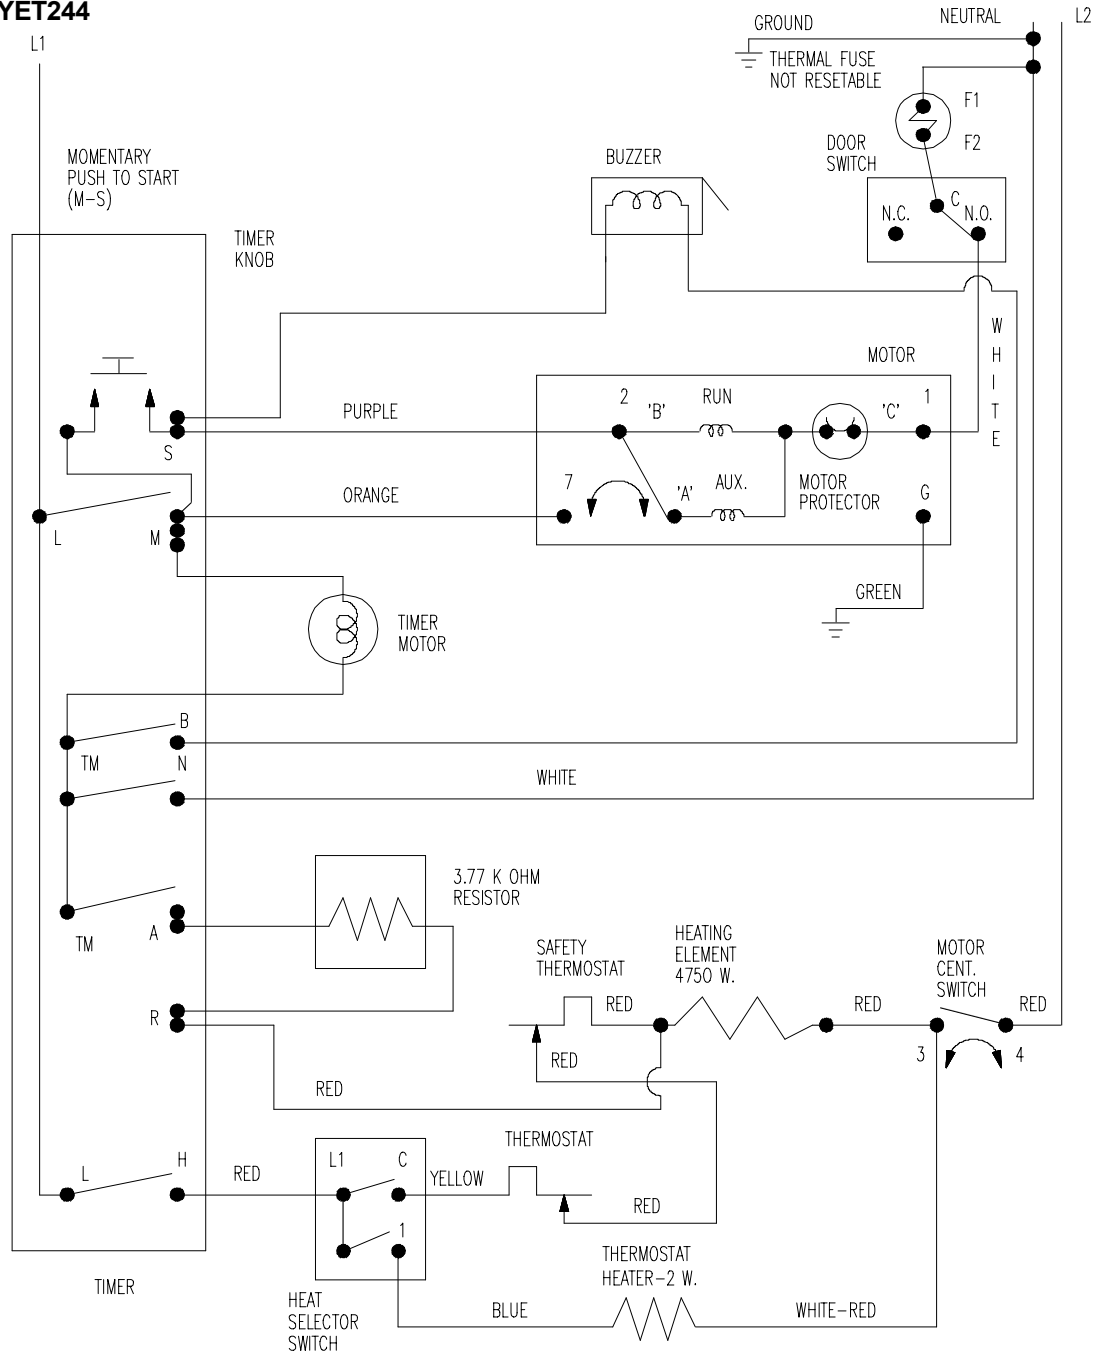 YET244
L1
GROUND
NEUTRAL
L2
THERMAL FUSE
NOT RESETABLE
F1
F2
DOOR
SWITCH
C
N.C.
N.O.
MOMENTARY
PUSH TO START
(M-S)
BUZZER
TIMER
KNOB
WHITE
MOTOR
PURPLE
S
2
'B'
RUN
'C'
1
ORANGE
7
'A'
AUX.
MOTOR
PROTECTOR
G
L
M
GREEN
TIMER
MOTOR
B
TM
N
WHITE
3.77 K OHM
RESISTOR
A
TM
R
SAFETY
THERMOSTAT
HEATING
ELEMENT
4750 W.
MOTOR
CENT.
SWITCH
RED
RED
RED
RED
3
4
RED
THERMOSTAT
L
H
RED
L1
C
YELLOW
RED
1
THERMOSTAT
HEATER-2 W.
TIMER
HEAT
SELECTOR
SWITCH
BLUE
WHITE-RED